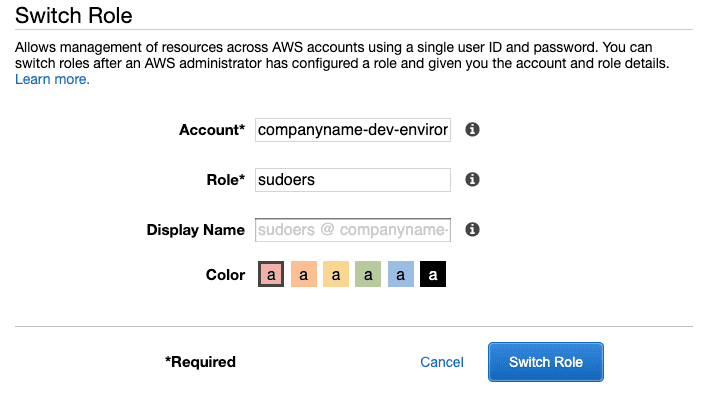 Switch Role
Allows management of resources across AWS accounts using a single user ID and password. You can
switch roles after an AWS administrator has configured a role and given you the account and role details.
Learn more.
Account* companyname-dev-enviror
Role* sudoers
Display Name sudoers @ companyname-
Color a a a a a a
*Required Cancel Switch Role